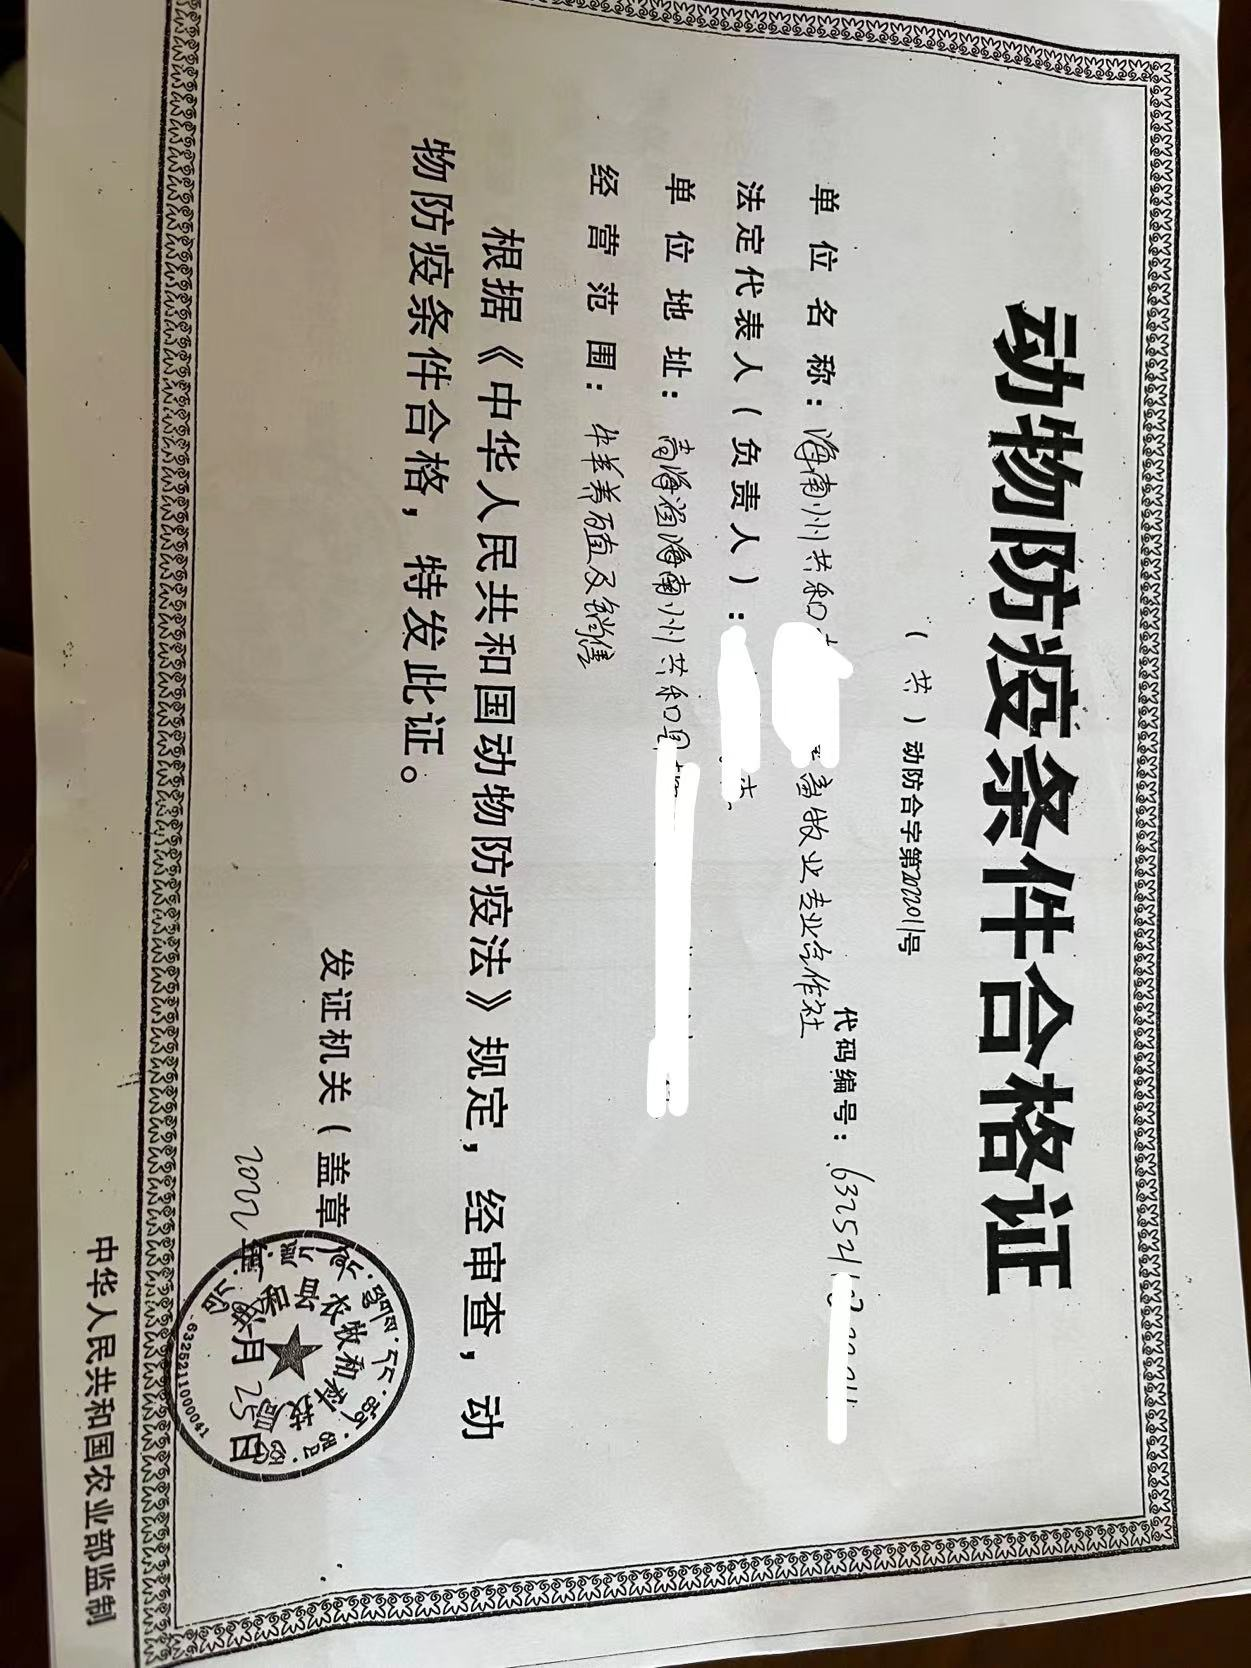 动物防疫条件合格证
（共）动防合字第202201号
代码编号：632521
单位名称：海南州共和 畜牧业专业合作社
法定代表人（负责人）：
单位地址：青海省海南州共和县
经营范围：牛羊养殖及销售
根据《中华人民共和国动物防疫法》规定，经审查，动
物防疫条件合格，特发此证。
发证机关（盖章
2022年 月25日
共和县农牧和科技局
6325211000041
中华人民共和国农业部监制